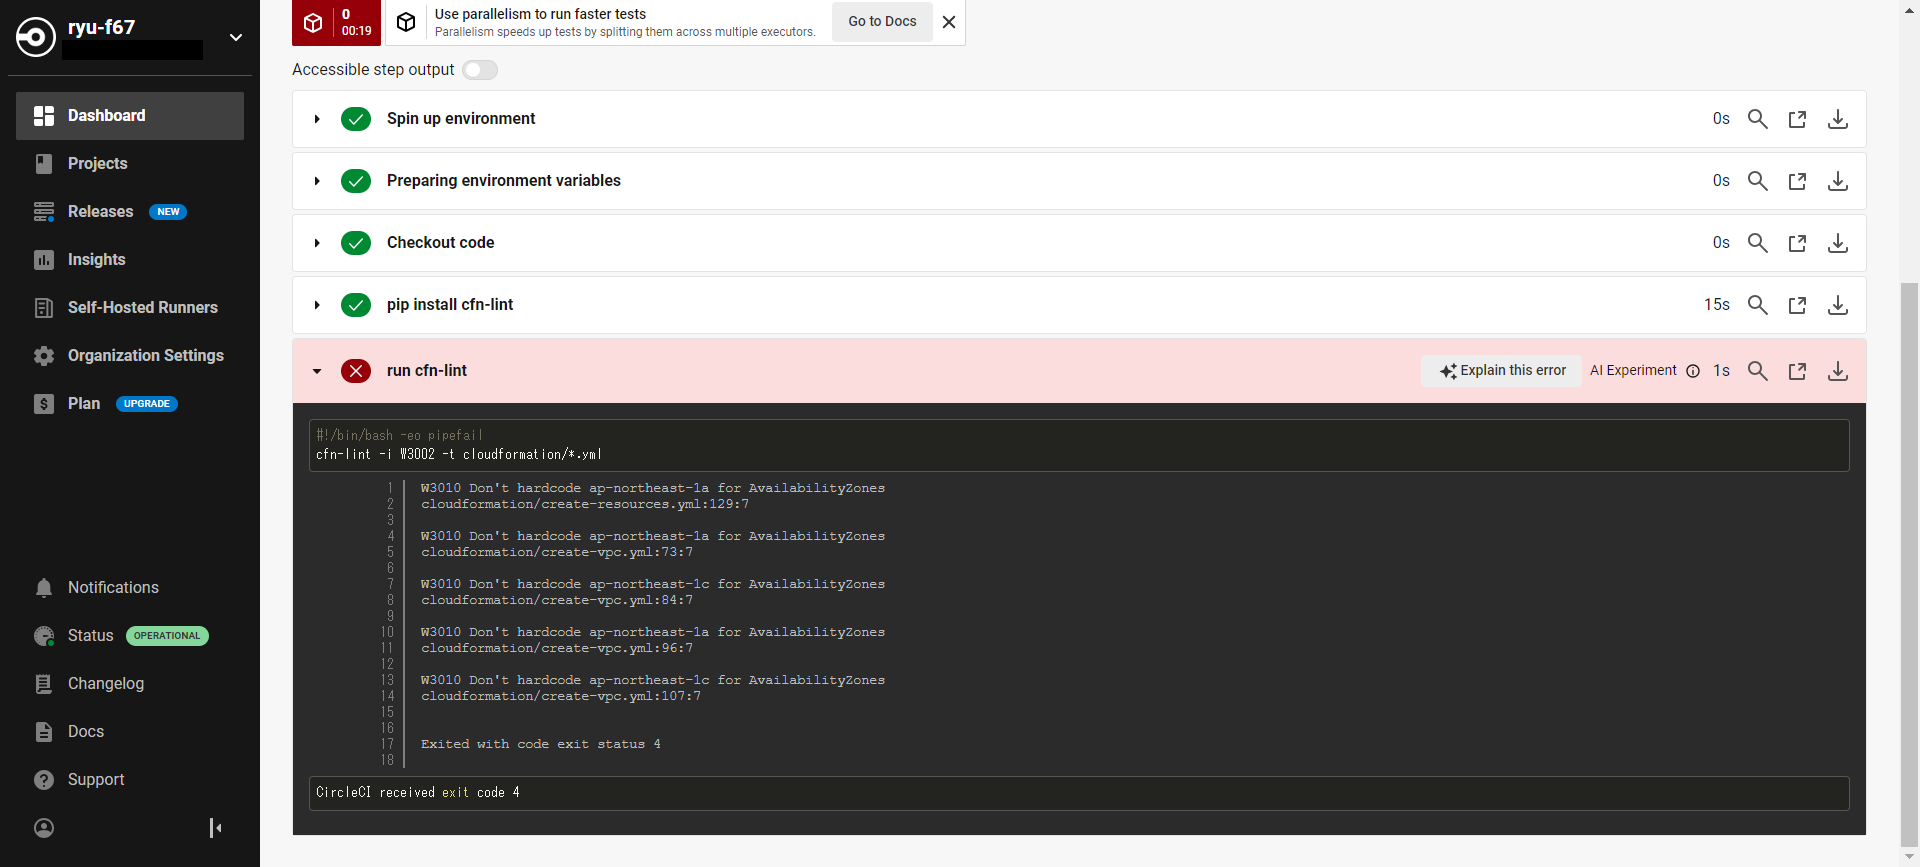 ryu-f67
Dashboard
Projects
Releases NEW
Insights
Self-Hosted Runners
Organization Settings
Plan UPGRADE
Notifications
Status OPERATIONAL
Changelog
Docs
Support
0
00:19
Use parallelism to run faster tests
Parallelism speeds up tests by splitting them across multiple executors.
Go to Docs
Accessible step output
Spin up environment 0s
Preparing environment variables 0s
Checkout code 0s
pip install cfn-lint 15s
run cfn-lint Explain this error AI Experiment 1s
#!/bin/bash -eo pipefail
cfn-lint -i W3002 -t cloudformation/*.yml
1 W3010 Don't hardcode ap-northeast-1a for AvailabilityZones
2 cloudformation/create-resources.yml:129:7
3
4 W3010 Don't hardcode ap-northeast-1a for AvailabilityZones
5 cloudformation/create-vpc.yml:73:7
6
7 W3010 Don't hardcode ap-northeast-1c for AvailabilityZones
8 cloudformation/create-vpc.yml:84:7
9
10 W3010 Don't hardcode ap-northeast-1a for AvailabilityZones
11 cloudformation/create-vpc.yml:96:7
12
13 W3010 Don't hardcode ap-northeast-1c for AvailabilityZones
14 cloudformation/create-vpc.yml:107:7
15
16
17 Exited with code exit status 4
18
CircleCI received exit code 4